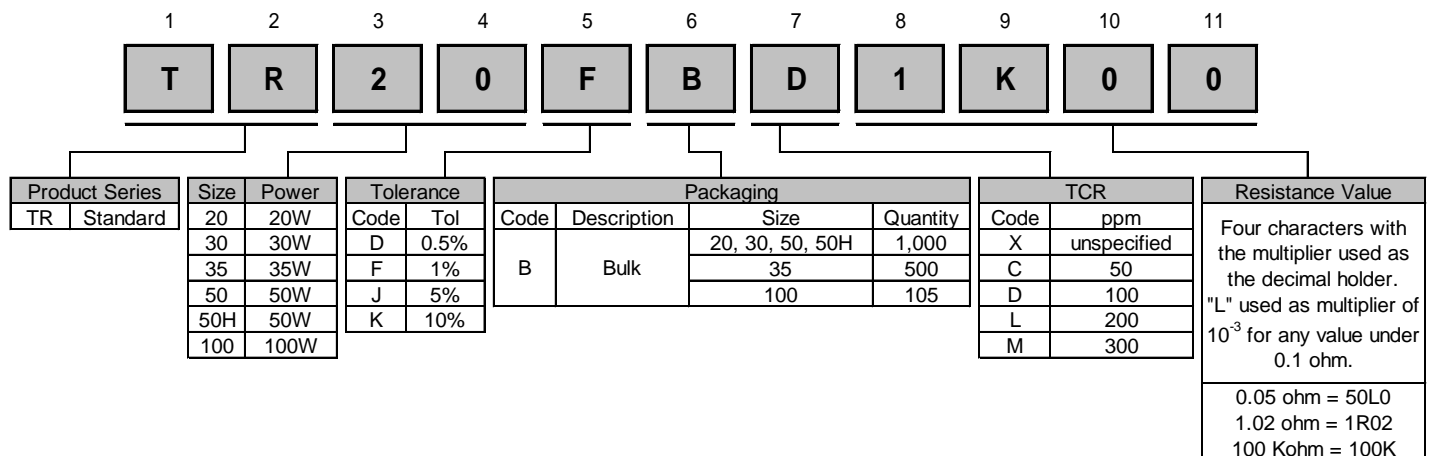 1 2 3 4 5 6 7 8 9 10 11
T R 2 0 F B D 1 K 0 0
Product Series
TR Standard
Size Power
20 20W
30 30W
35 35W
50 50W
50H 50W
100 100W
Tolerance
Code Tol
D 0.5%
F 1%
J 5%
K 10%
Packaging
Code Description Size Quantity
B Bulk
20, 30, 50, 50H 1,000
35 500
100 105
TCR
Code ppm
X unspecified
C 50
D 100
L 200
M 300
Resistance Value
Four characters with
the multiplier used as
the decimal holder.
"L" used as multiplier of
10-3 for any value under
0.1 ohm.
0.05 ohm = 50L0
1.02 ohm = 1R02
100 Kohm = 100K